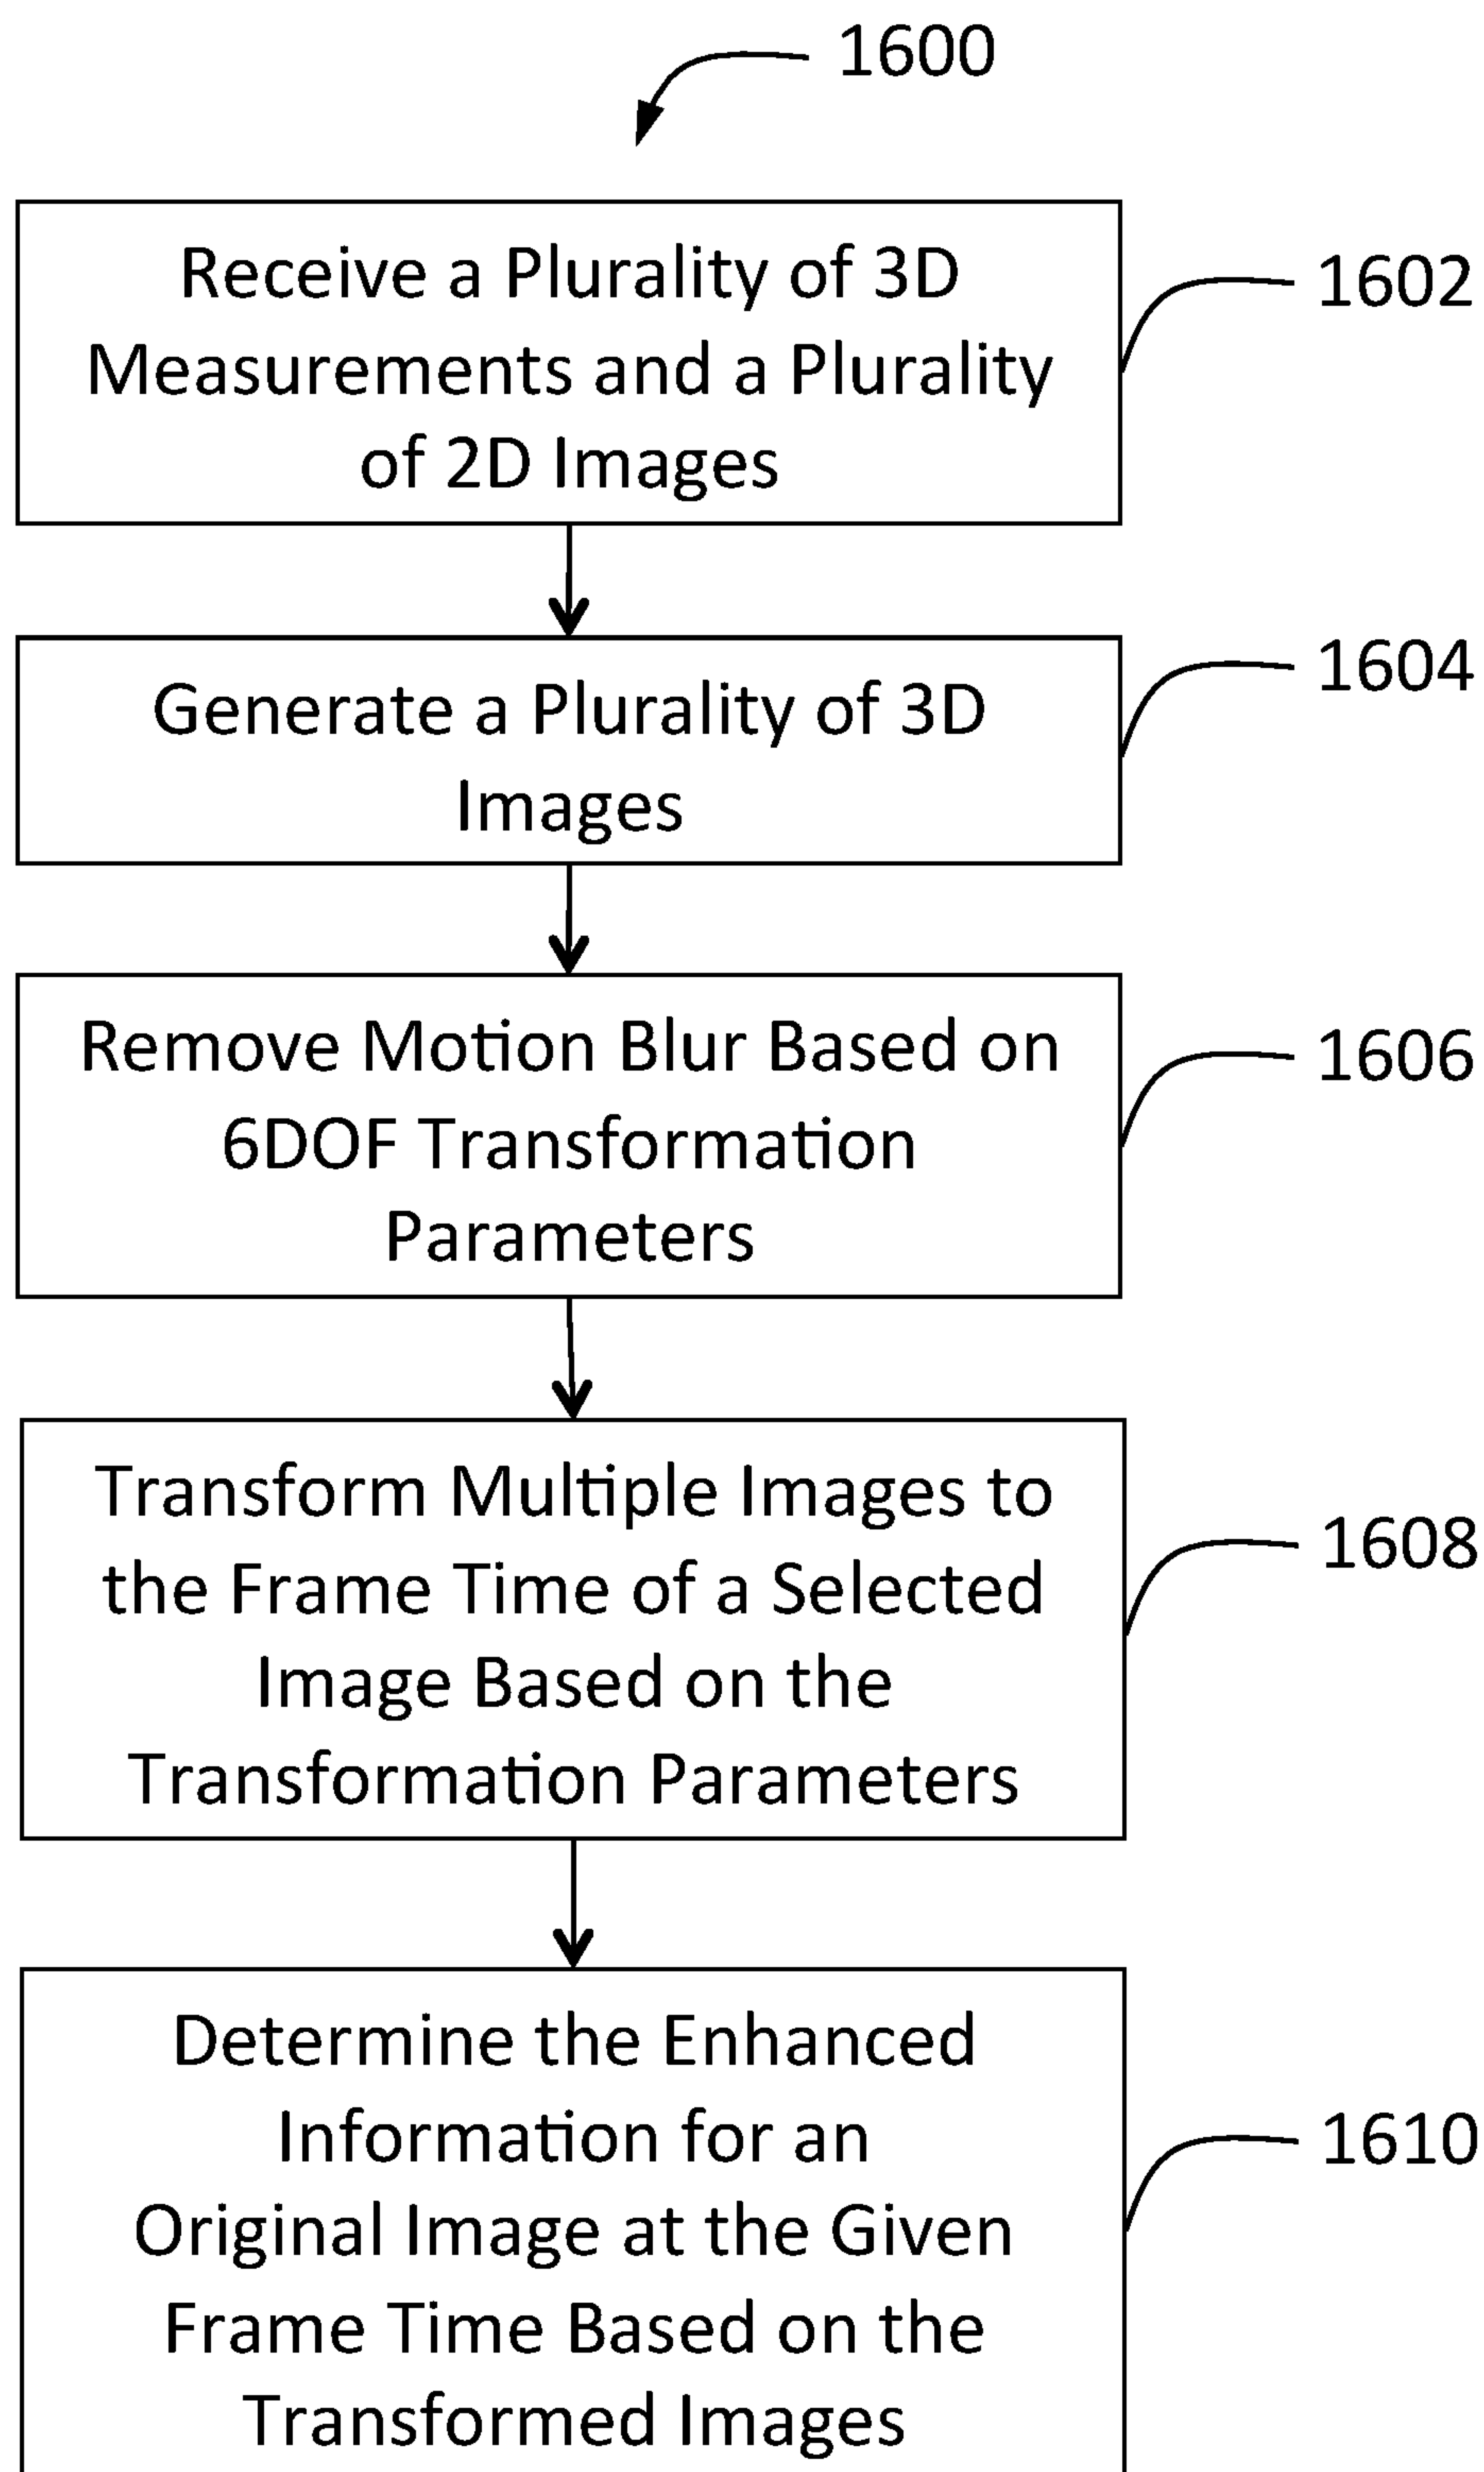 1600
Receive a Plurality of 3D
Measurements and a Plurality
of 2D Images
1602
Generate a Plurality of 3D
Images
1604
Remove Motion Blur Based on
6DOF Transformation
Parameters
1606
Transform Multiple Images to
the Frame Time of a Selected
Image Based on the
Transformation Parameters
1608
Determine the Enhanced
Information for an
Original Image at the Given
Frame Time Based on the
Transformed Images
1610